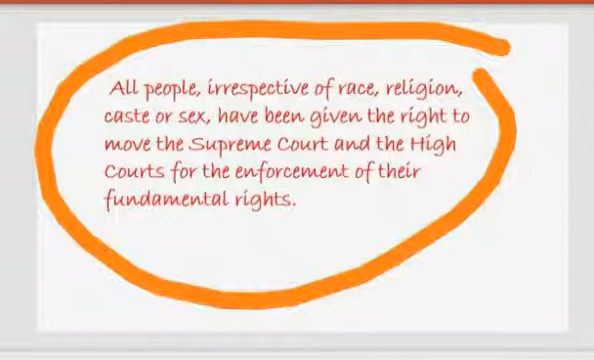 All people, irrespective of race, religion,
caste or sex, have been given the right to
move the Supreme Court and the High
Courts for the enforcement of their
fundamental rights.